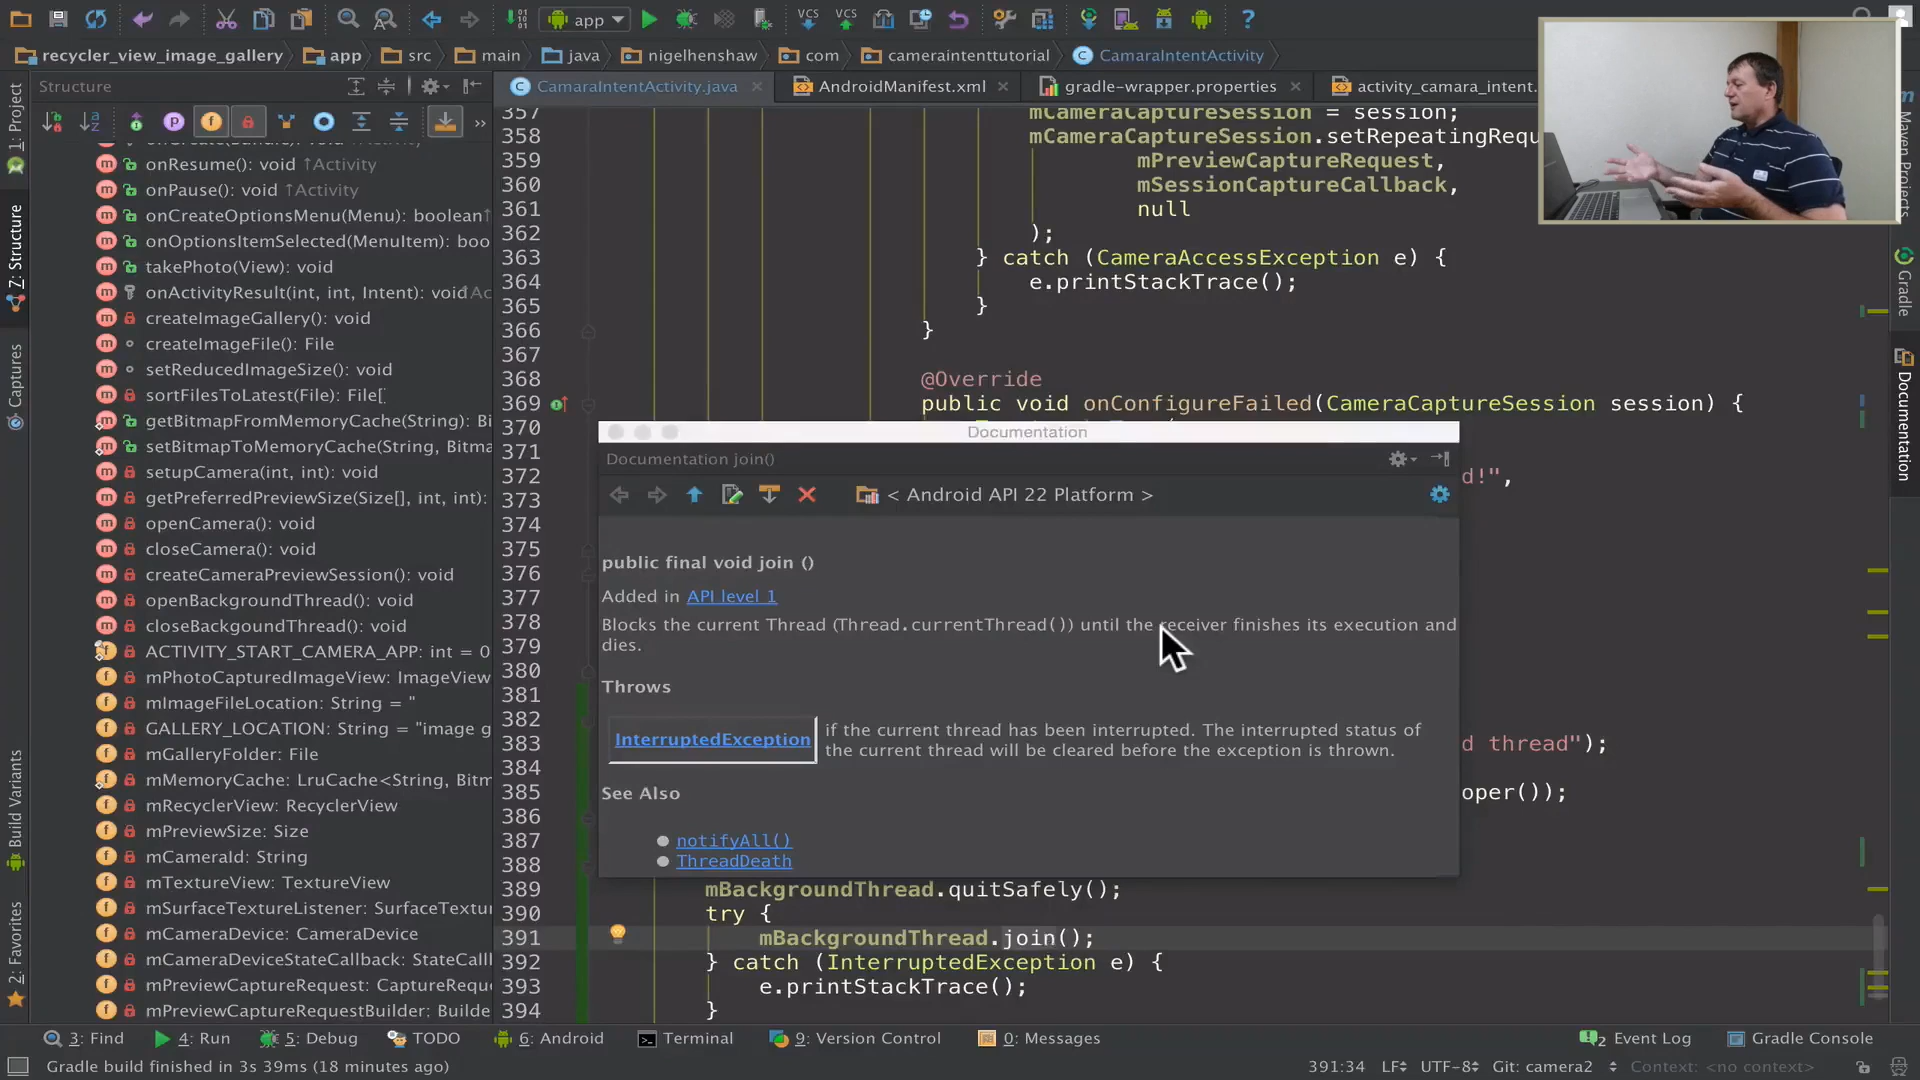 app
VCS
VCS
recycler_view_image_gallery
app
src
main
java
nigelhenshaw
com
cameraintenttutorial
CamaraIntentActivity
1: Project
7: Structure
Captures
Build Variants
2: Favorites
Structure
onResume(): void ↑Activity
onPause(): void ↑Activity
onCreateOptionsMenu(Menu): boolean↑
onOptionsItemSelected(MenuItem): boo
takePhoto(View): void
onActivityResult(int, int, Intent): void↑Ac
createImageGallery(): void
createImageFile(): File
setReducedImageSize(): void
sortFilesToLatest(File): File[
getBitmapFromMemoryCache(String): Bi
setBitmapToMemoryCache(String, Bitma
setupCamera(int, int): void
getPreferredPreviewSize(Size[], int, int):
openCamera(): void
closeCamera(): void
createCameraPreviewSession(): void
openBackgroundThread(): void
closeBackgoundThread(): void
ACTIVITY_START_CAMERA_APP: int = 0
mPhotoCapturedImageView: ImageView
mImageFileLocation: String = "
GALLERY_LOCATION: String = "image g
mGalleryFolder: File
mMemoryCache: LruCache<String, Bitm
mRecyclerView: RecyclerView
mPreviewSize: Size
mCameraId: String
mTextureView: TextureView
mSurfaceTextureListener: SurfaceTextur
mCameraDevice: CameraDevice
mCameraDeviceStateCallback: StateCall
mPreviewCaptureRequest: CaptureReque
mPreviewCaptureRequestBuilder: Builde
CamaraIntentActivity.java
AndroidManifest.xml
gradle-wrapper.properties
activity_camara_intent.
357 mCameraCaptureSession = session;
358 mCameraCaptureSession.setRepeatingRequ
359 mPreviewCaptureRequest,
360 mSessionCaptureCallback,
361 null
362 );
363 } catch (CameraAccessException e) {
364 e.printStackTrace();
365 }
366 }
367
368 @Override
369 public void onConfigureFailed(CameraCaptureSession session) {
370
371
372 d!",
373
374
375
376
377
378
379
380
381
382
383 d thread");
384
385 oper());
386
387
388
389 mBackgroundThread.quitSafely();
390 try {
391 mBackgroundThread.join();
392 } catch (InterruptedException e) {
393 e.printStackTrace();
394 }
Documentation
Documentation join()
< Android API 22 Platform >
public final void join ()
Added in API level 1
Blocks the current Thread (Thread.currentThread()) until the receiver finishes its execution and
dies.
Throws
InterruptedException if the current thread has been interrupted. The interrupted status of
the current thread will be cleared before the exception is thrown.
See Also
notifyAll()
ThreadDeath
Maven Projects
Gradle
Documentation
3: Find
4: Run
5: Debug
TODO
6: Android
Terminal
9: Version Control
0: Messages
2 Event Log
Gradle Console
Gradle build finished in 3s 39ms (18 minutes ago)
391:34
LF
UTF-8
Git: camera2
Context: <no context>